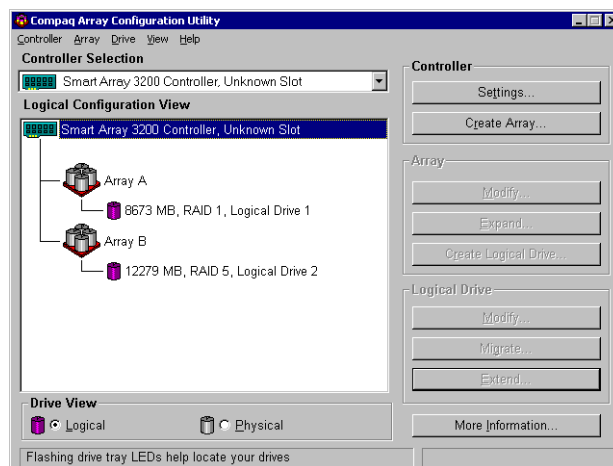 Compaq Array Configuration Utility
Controller Array Drive View Help
Controller Selection
Smart Array 3200 Controller, Unknown Slot
Logical Configuration View
Smart Array 3200 Controller, Unknown Slot
Array A
8673 MB, RAID 1, Logical Drive 1
Array B
12279 MB, RAID 5, Logical Drive 2
Drive View
Logical
Physical
Controller
Settings...
Create Array...
Array
Modify...
Expand...
Create Logical Drive...
Logical Drive
Modify...
Migrate...
Extend...
More Information...
Flashing drive tray LEDs help locate your drives